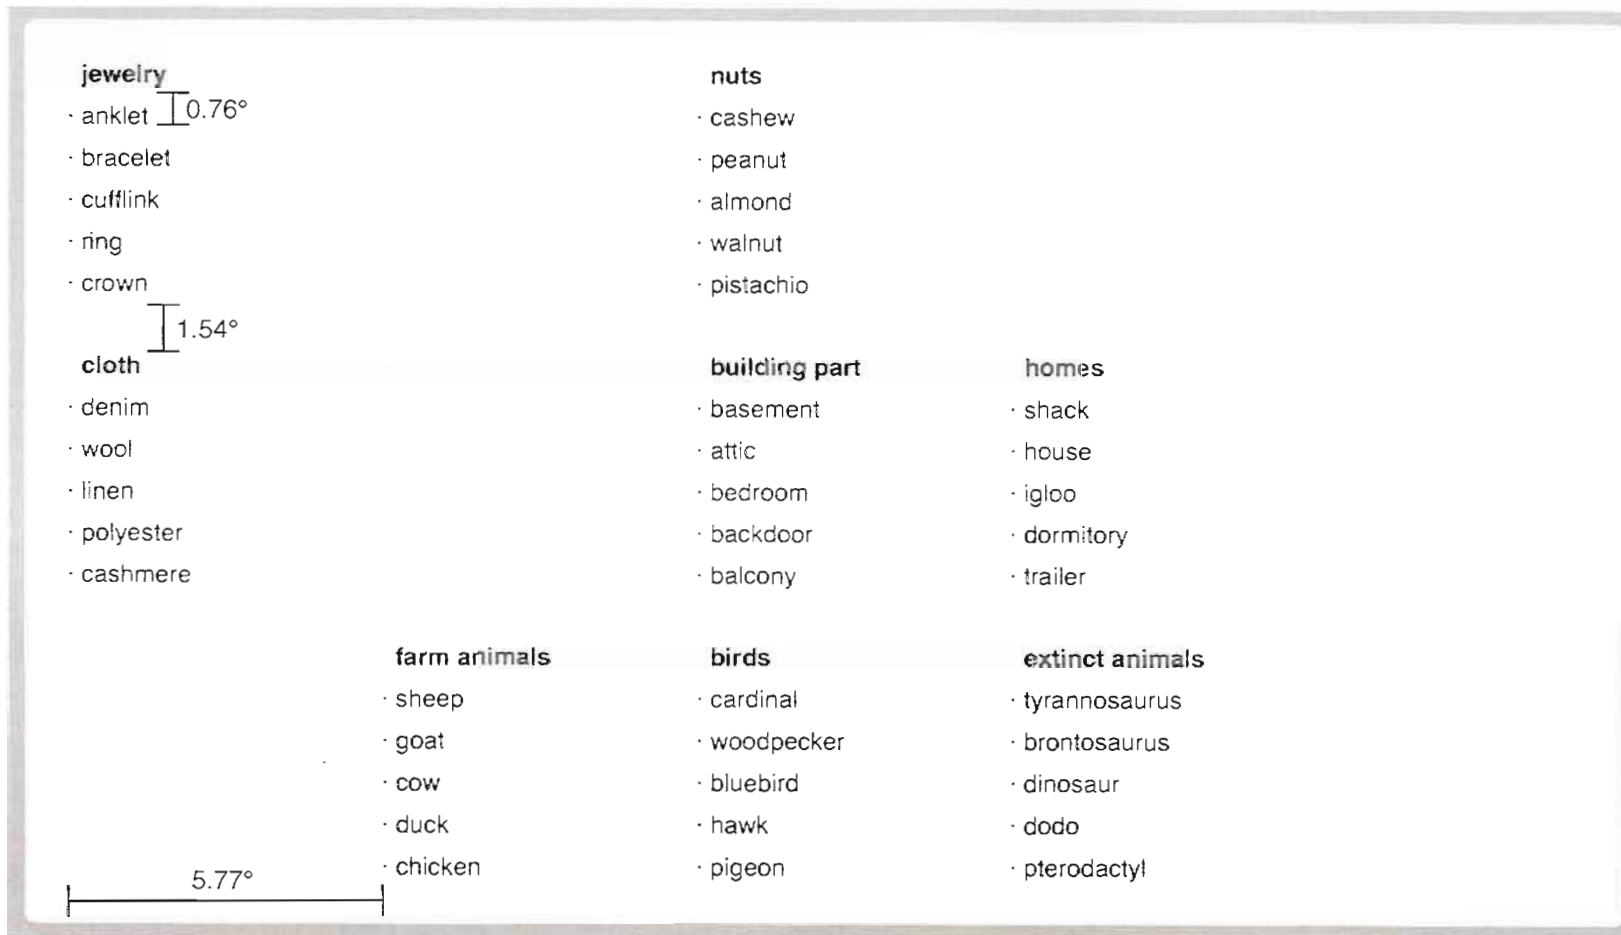 jewelry
· anklet
0.76°
· bracelet
· cufflink
· ring
· crown
1.54°
nuts
· cashew
· peanut
· almond
· walnut
· pistachio
cloth
· denim
· wool
· linen
· polyester
· cashmere
building part
· basement
· attic
· bedroom
· backdoor
· balcony
homes
· shack
· house
· igloo
· dormitory
· trailer
farm animals
· sheep
· goat
· cow
· duck
· chicken
birds
· cardinal
· woodpecker
· bluebird
· hawk
· pigeon
extinct animals
· tyrannosaurus
· brontosaurus
· dinosaur
· dodo
· pterodactyl
5.77°